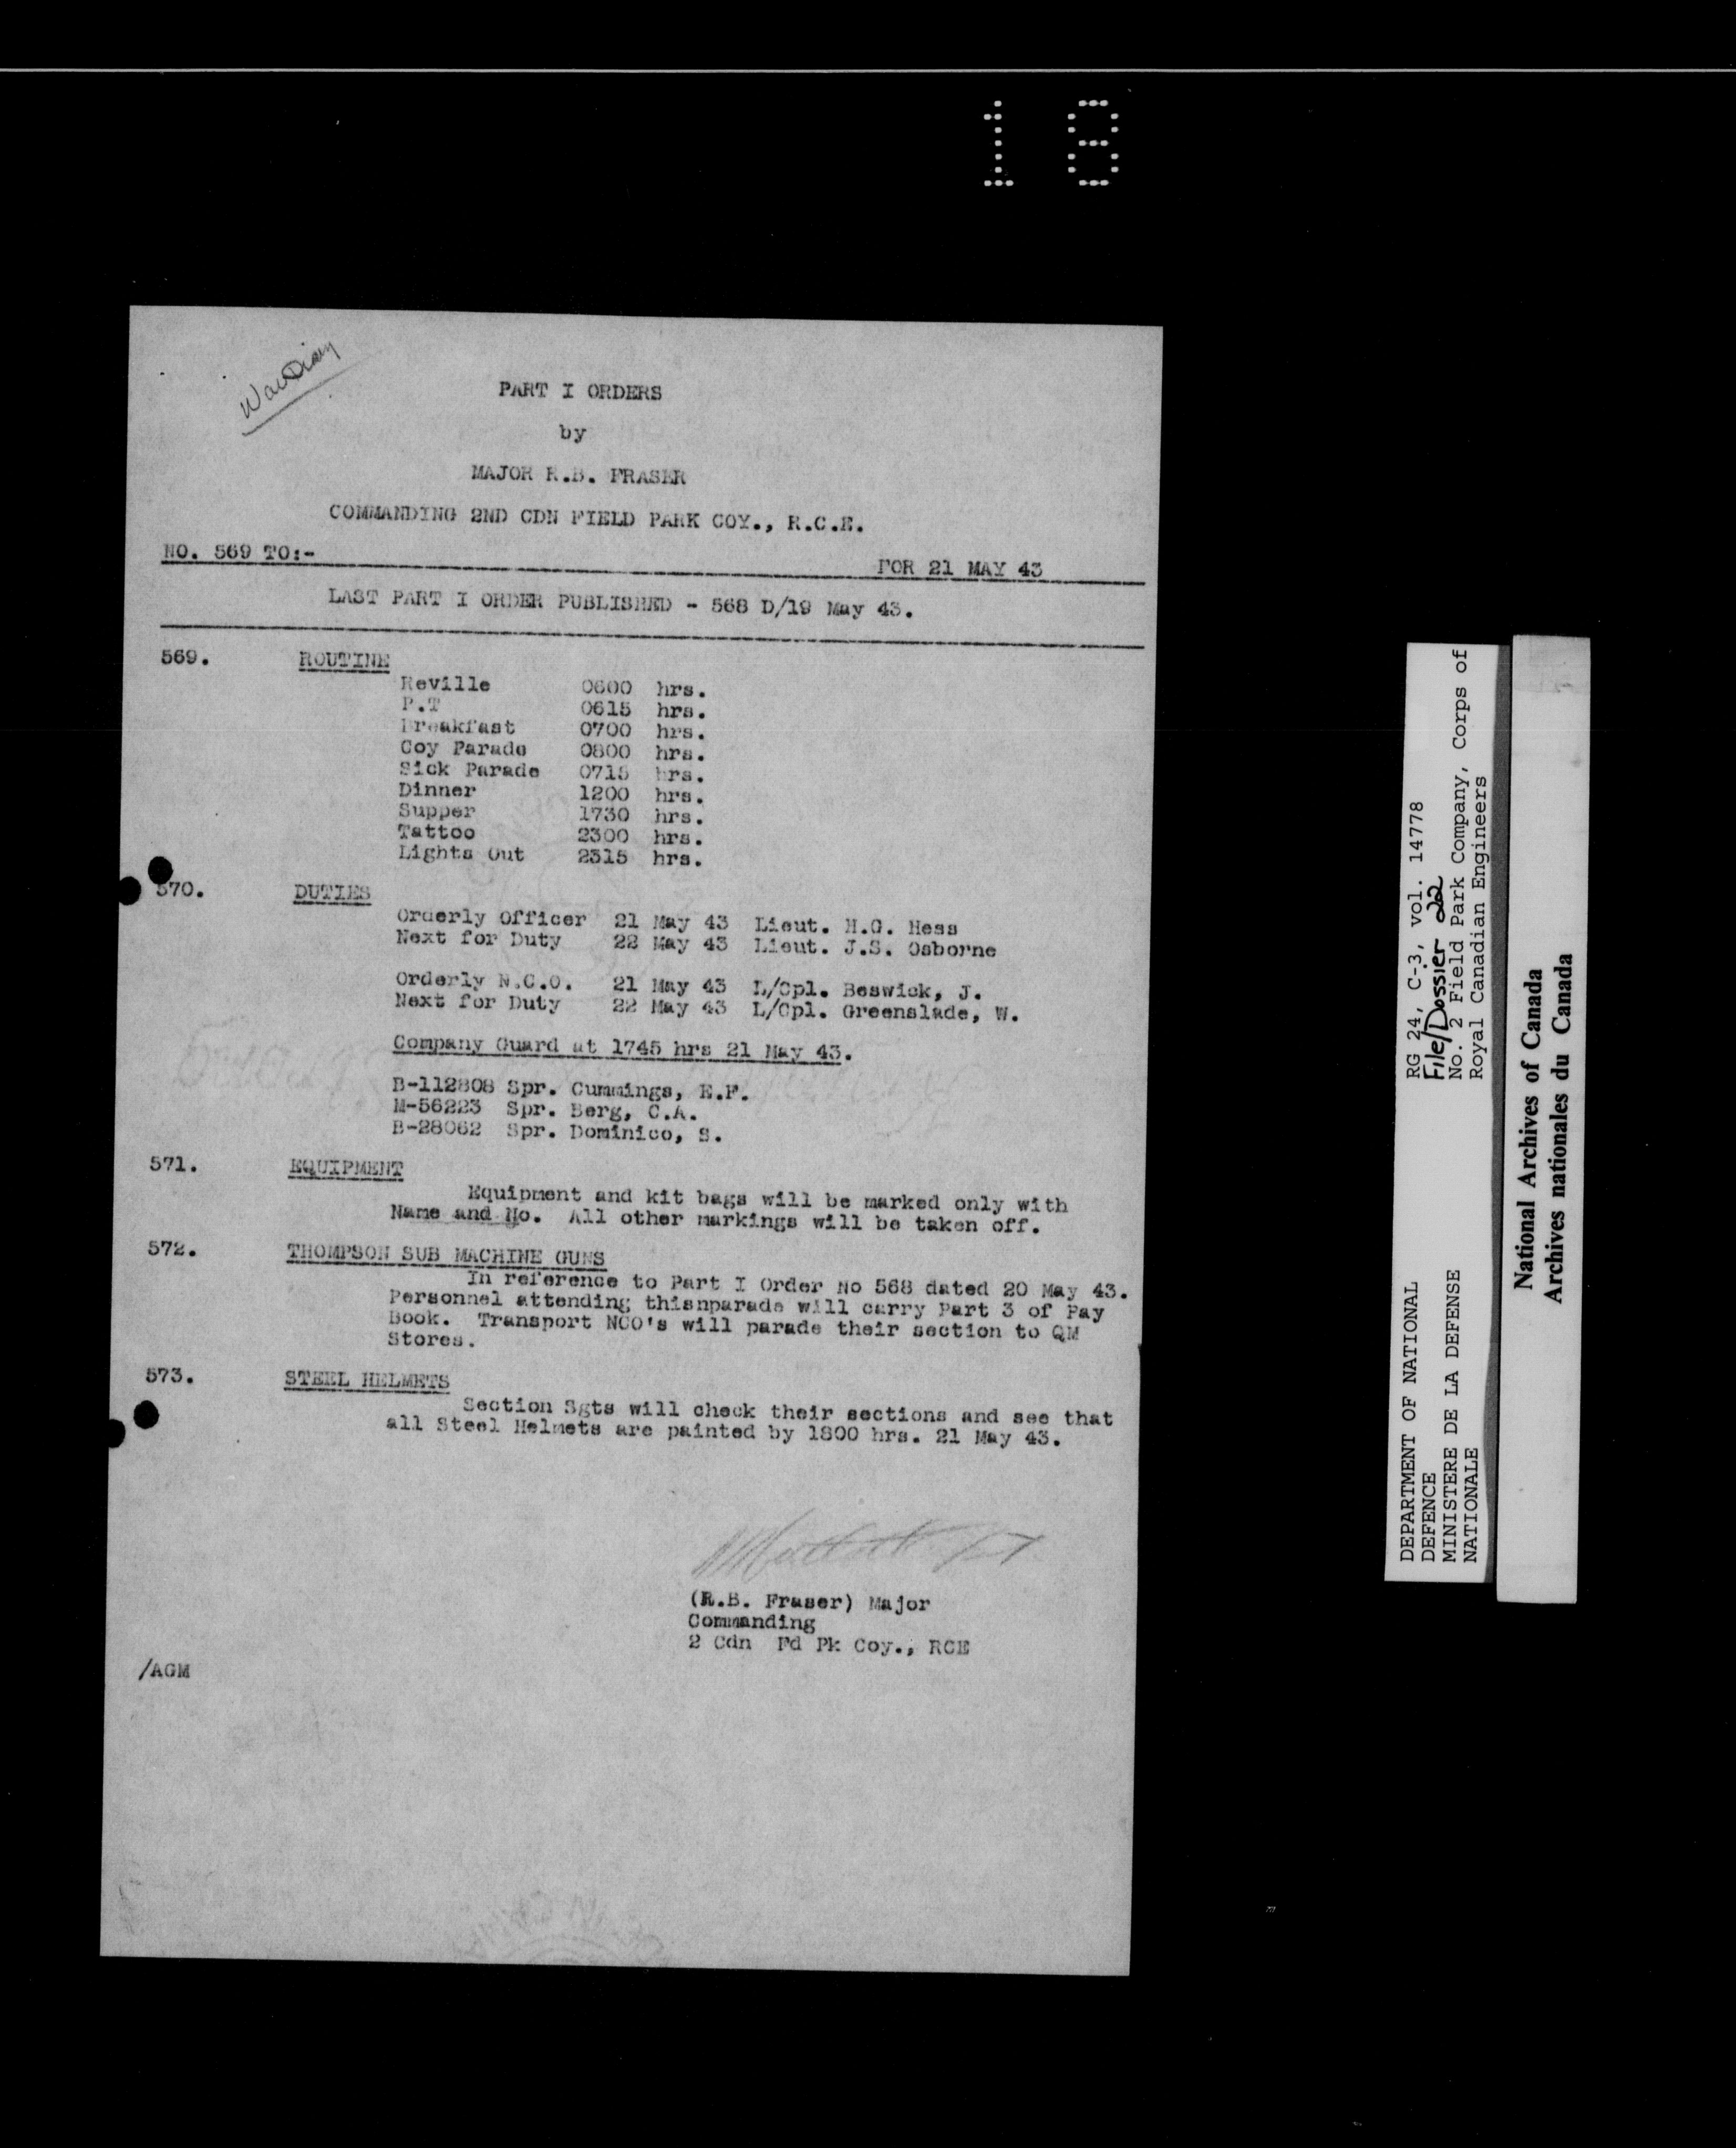 18
War Diary
PART I ORDERS
by
MAJOR R.B. FRASER
COMMANDING 2ND CDN FIELD PARK COY., R.C.E.
NO. 569 TO:- FOR 21 MAY 43
LAST PART I ORDER PUBLISHED - 568 D/19 May 43.
569. ROUTINE
Reville 0600 hrs.
P.T 0615 hrs.
Breakfast 0700 hrs.
Coy Parade 0800 hrs.
Sick Parade 0715 hrs.
Dinner 1200 hrs.
Supper 1730 hrs.
Tattoo 2300 hrs.
Lights Out 2315 hrs.
570. DUTIES
Orderly Officer 21 May 43 Lieut. H.G. Hess
Next for Duty 22 May 43 Lieut. J.S. Osborne
Orderly N.C.O. 21 May 43 L/Cpl. Beswick, J.
Next for Duty 22 May 43 L/Cpl. Greenslade, W.
Company Guard at 1745 hrs 21 May 43.
B-112808 Spr. Cummings, E.F.
M-56223 Spr. Berg, C.A.
B-28062 Spr. Dominico, S.
571. EQUIPMENT
Equipment and kit bags will be marked only with
Name and No. All other markings will be taken off.
572. THOMPSON SUB MACHINE GUNS
In reference to Part I Order No 568 dated 20 May 43.
Personnel attending thisnparade will carry Part 3 of Pay
Book. Transport NCO's will parade their section to QM
Stores.
573. STEEL HELMETS
Section Sgts will check their sections and see that
all Steel Helmets are painted by 1800 hrs. 21 May 43.
(R.B. Fraser) Major
Commanding
2 Cdn Fd Pk Coy., RCE
/AGM
DEPARTMENT OF NATIONAL
DEFENCE
MINISTERE DE LA DEFENSE
NATIONALE
RG 24, C-3, vol. 14778
File/Dossier 22
No. 2 Field Park Company, Corps of
Royal Canadian Engineers
National Archives of Canada
Archives nationales du Canada